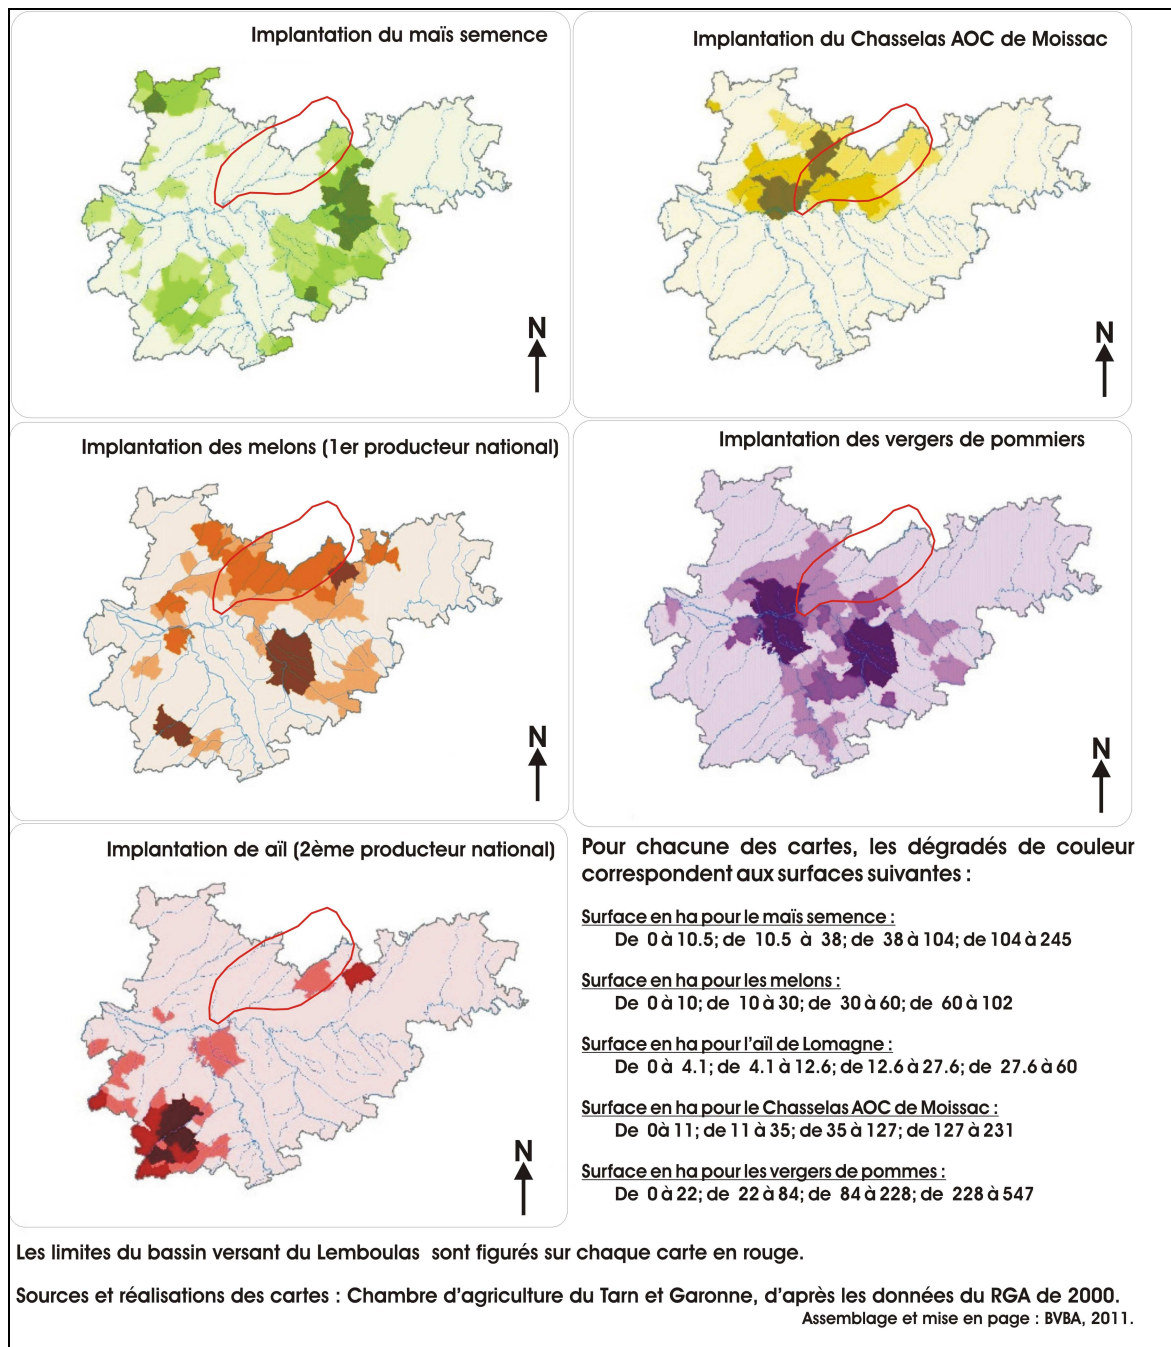 Implantation du maïs semence
N
Implantation du Chasselas AOC de Moissac
N
Implantation des melons (1er producteur national)
N
Implantation des vergers de pommiers
N
Implantation de aïl (2ème producteur national)
N
Pour chacune des cartes, les dégradés de couleur
correspondent aux surfaces suivantes :
Surface en ha pour le maïs semence :
De 0 à 10.5; de 10.5 à 38; de 38 à 104; de 104 à 245
Surface en ha pour les melons :
De 0 à 10; de 10 à 30; de 30 à 60; de 60 à 102
Surface en ha pour l'aïl de Lomagne :
De 0 à 4.1; de 4.1 à 12.6; de 12.6 à 27.6; de 27.6 à 60
Surface en ha pour le Chasselas AOC de Moissac :
De 0à 11; de 11 à 35; de 35 à 127; de 127 à 231
Surface en ha pour les vergers de pommes :
De 0 à 22; de 22 à 84; de 84 à 228; de 228 à 547
Les limites du bassin versant du Lemboulas sont figurés sur chaque carte en rouge.
Sources et réalisations des cartes : Chambre d'agriculture du Tarn et Garonne, d'après les données du RGA de 2000.
Assemblage et mise en page : BVBA, 2011.